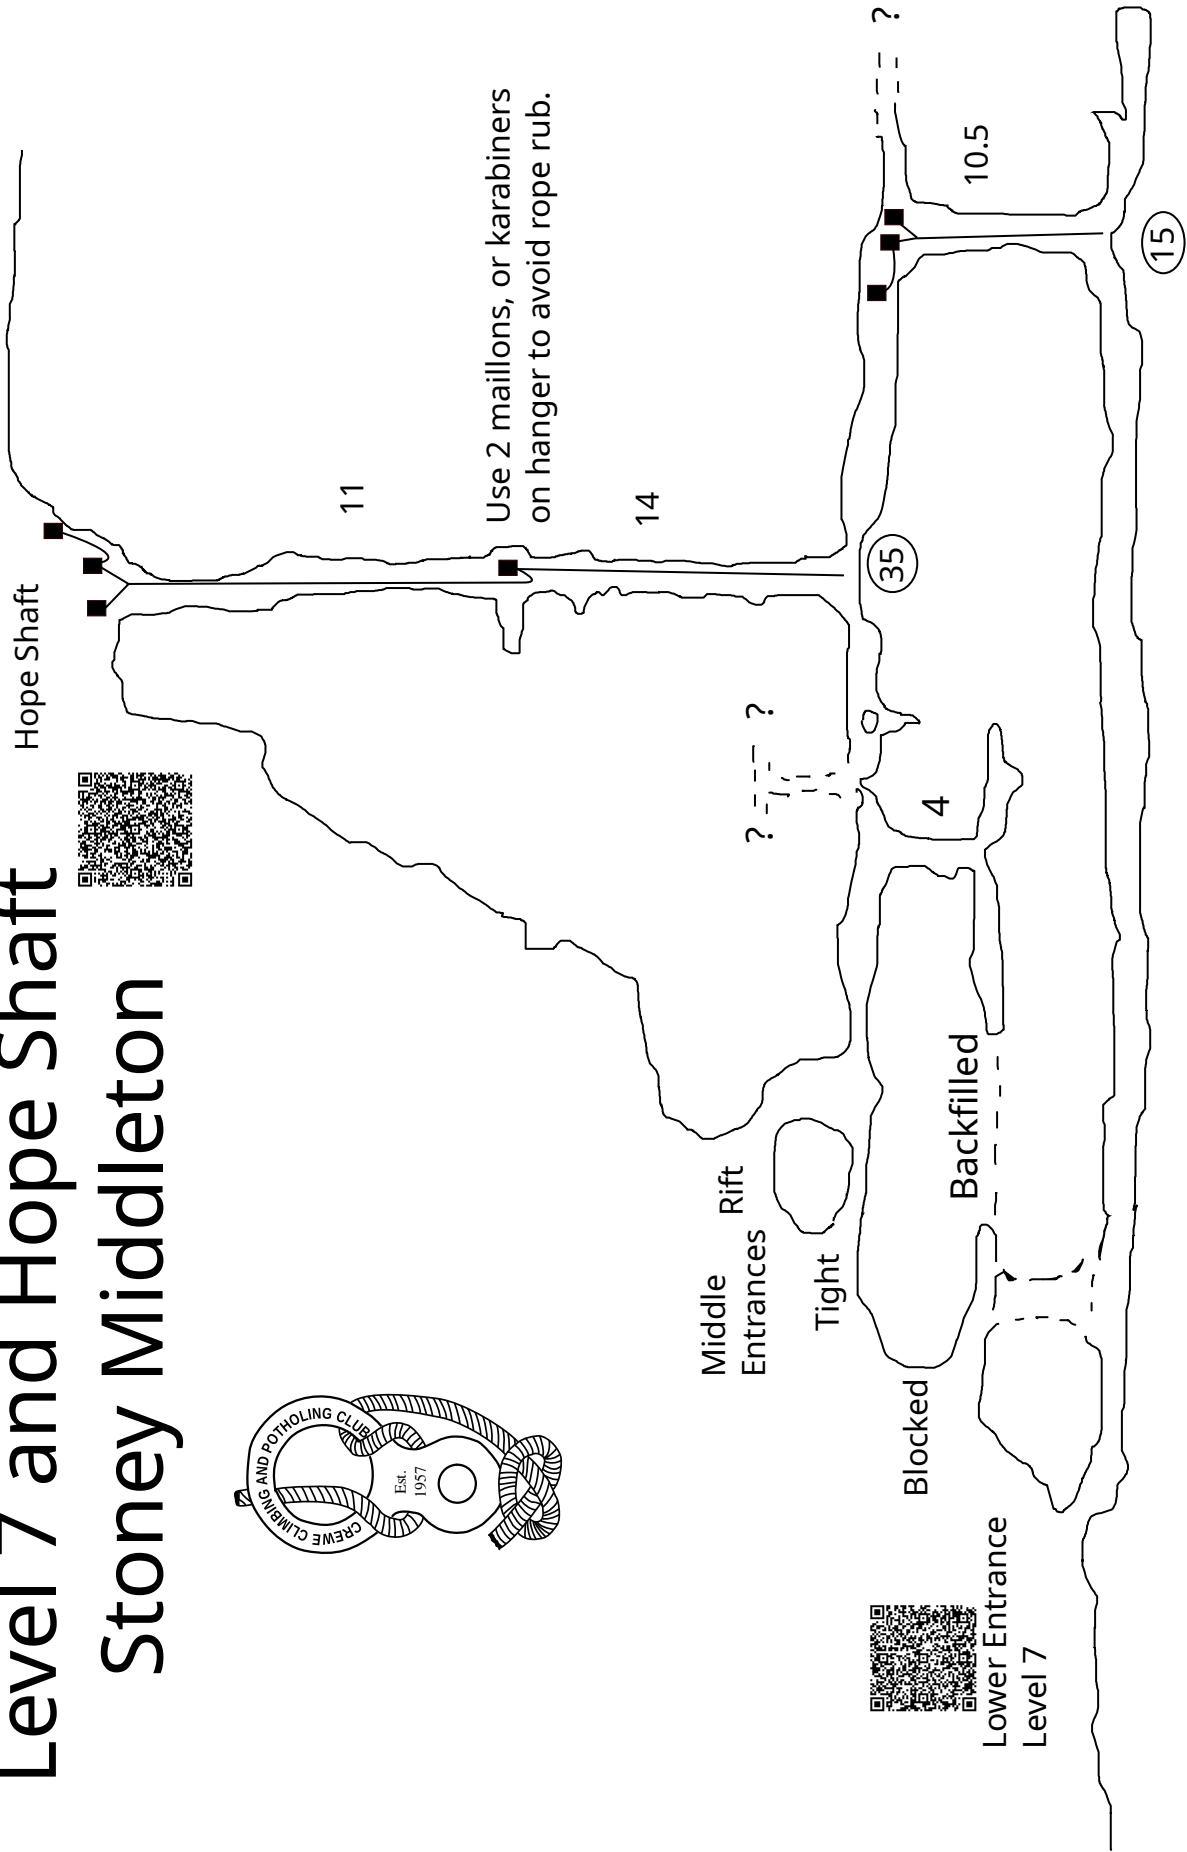 Level 7 and Hope Shaft
Stoney Middleton
Hope Shaft
11
Use 2 maillons, or karabiners
on hanger to avoid rope rub.
14
35
?
10.5
15
? ?
4
Middle
Entrances
Rift
Tight
Blocked
Backfilled
Lower Entrance
Level 7
CREWE CLIMBING AND POTHOLING CLUB
Est.
1957